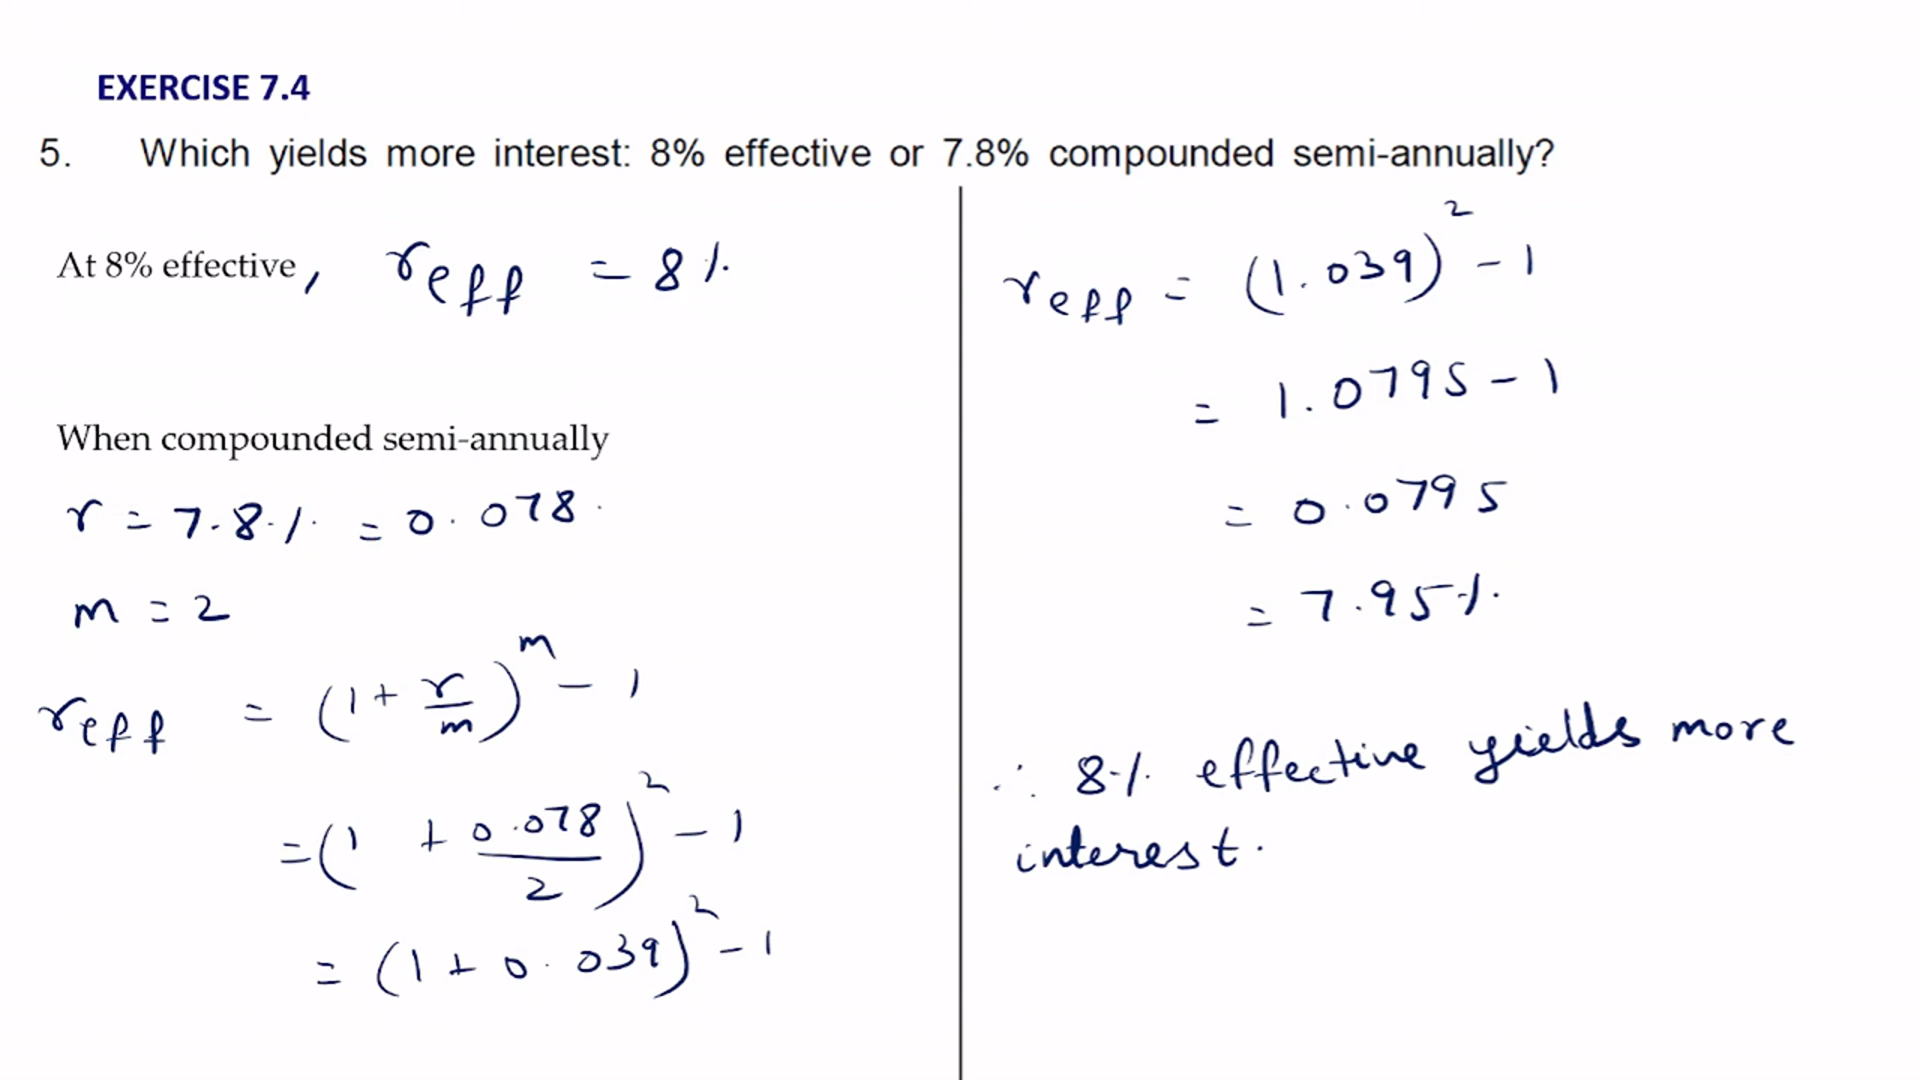 EXERCISE 7.4
5. Which yields more interest: 8% effective or 7.8% compounded semi-annually?
At 8% effective, r_eff = 8%
When compounded semi-annually
r = 7.8% = 0.078
m = 2
r_eff = (1 + r/m)^m - 1
= (1 + 0.078/2)^2 - 1
= (1 + 0.039)^2 - 1
r_eff = (1.039)^2 - 1
= 1.0795 - 1
= 0.0795
= 7.95%
∴ 8% effective yields more
interest.